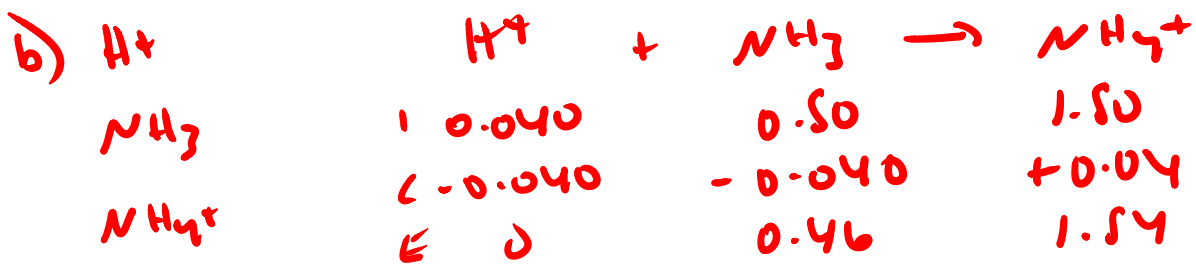 b) H+ H+ + NH3 → NH4+
NH3 I 0.040 0.50 1.50
C -0.040 -0.040 +0.04
NH4+ E 0 0.46 1.54